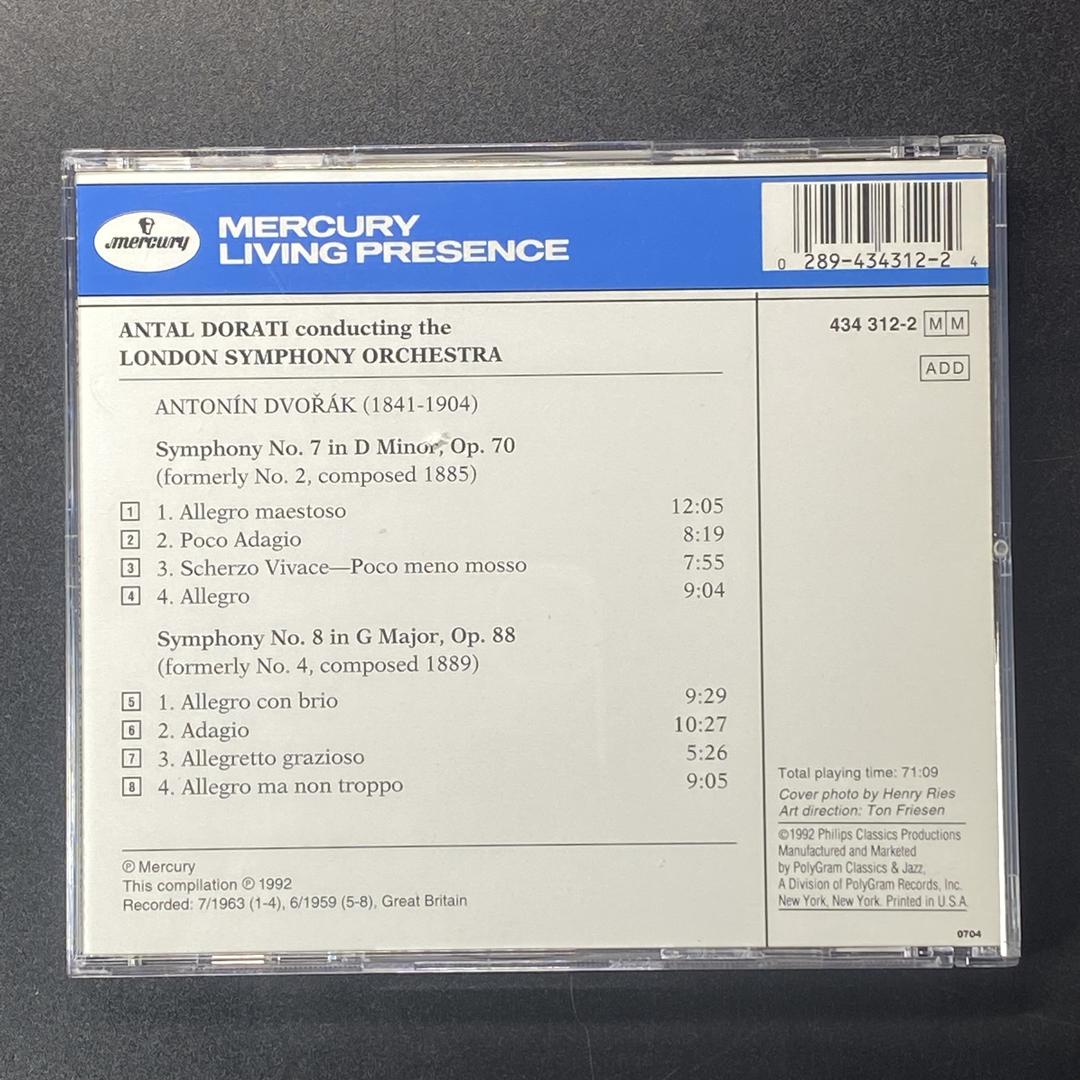 mercury
MERCURY
LIVING PRESENCE
0 289-434312-2 4
ANTAL DORATI conducting the
LONDON SYMPHONY ORCHESTRA
434 312-2 M M
ADD
ANTONÍN DVOŘÁK (1841-1904)
Symphony No. 7 in D Minor, Op. 70
(formerly No. 2, composed 1885)
1 1. Allegro maestoso 12:05
2 2. Poco Adagio 8:19
3 3. Scherzo Vivace—Poco meno mosso 7:55
4 4. Allegro 9:04
Symphony No. 8 in G Major, Op. 88
(formerly No. 4, composed 1889)
5 1. Allegro con brio 9:29
6 2. Adagio 10:27
7 3. Allegretto grazioso 5:26
8 4. Allegro ma non troppo 9:05
℗ Mercury
This compilation ℗ 1992
Recorded: 7/1963 (1-4), 6/1959 (5-8), Great Britain
Total playing time: 71:09
Cover photo by Henry Ries
Art direction: Ton Friesen
©1992 Philips Classics Productions
Manufactured and Marketed
by PolyGram Classics & Jazz,
A Division of PolyGram Records, Inc.
New York, New York. Printed in U.S.A.
0704